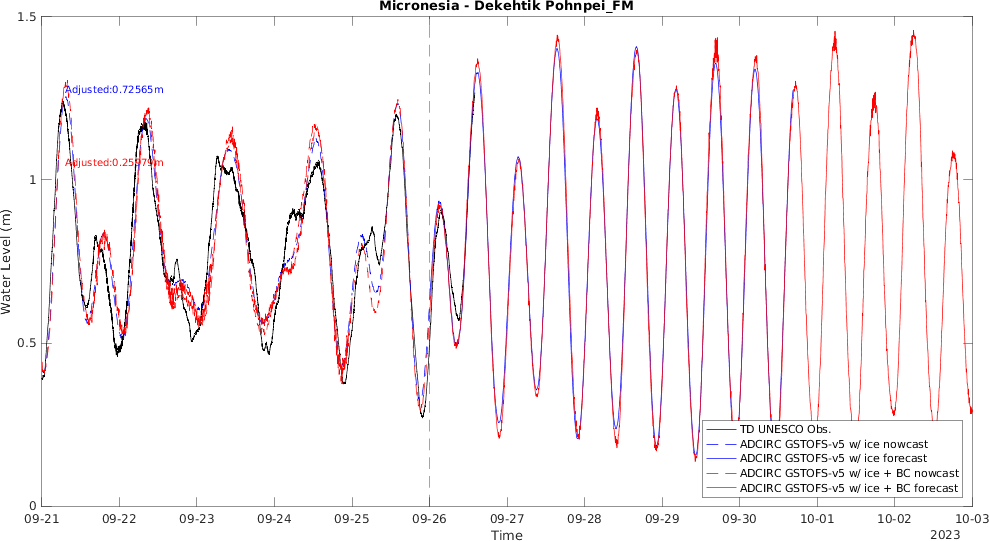 Micronesia - Dekehtik Pohnpei_FM
1.5
1
0.5
0
Water Level (m)
Adjusted:0.72565m
Adjusted:0.25979m
TD UNESCO Obs.
ADCIRC GSTOFS-v5 w/ ice nowcast
ADCIRC GSTOFS-v5 w/ ice forecast
ADCIRC GSTOFS-v5 w/ ice + BC nowcast
ADCIRC GSTOFS-v5 w/ ice + BC forecast
09-21 09-22 09-23 09-24 09-25 09-26 09-27 09-28 09-29 09-30 10-01 10-02 10-03
Time
2023